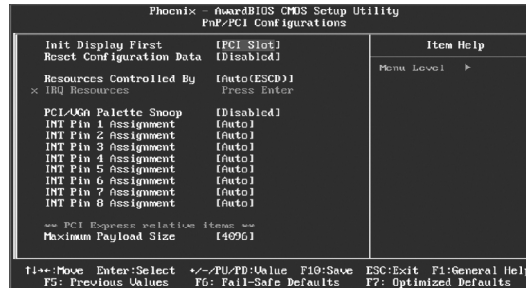 Phoenix - AwardBIOS CMOS Setup Utility
PnP/PCI Configurations
Init Display First [PCI Slot]
Reset Configuration Data [Disabled]
Resources Controlled By [Auto(ESCD)]
x IRQ Resources Press Enter
PCI/VGA Palette Snoop [Disabled]
INT Pin 1 Assignment [Auto]
INT Pin 2 Assignment [Auto]
INT Pin 3 Assignment [Auto]
INT Pin 4 Assignment [Auto]
INT Pin 5 Assignment [Auto]
INT Pin 6 Assignment [Auto]
INT Pin 7 Assignment [Auto]
INT Pin 8 Assignment [Auto]
** PCI Express relative items **
Maximum Payload Size [4096]
Item Help
Menu Level ►
↑↓→←:Move Enter:Select +/-/PU/PD:Value F10:Save ESC:Exit F1:General Help
F5: Previous Values F6: Fail-Safe Defaults F7: Optimized Defaults